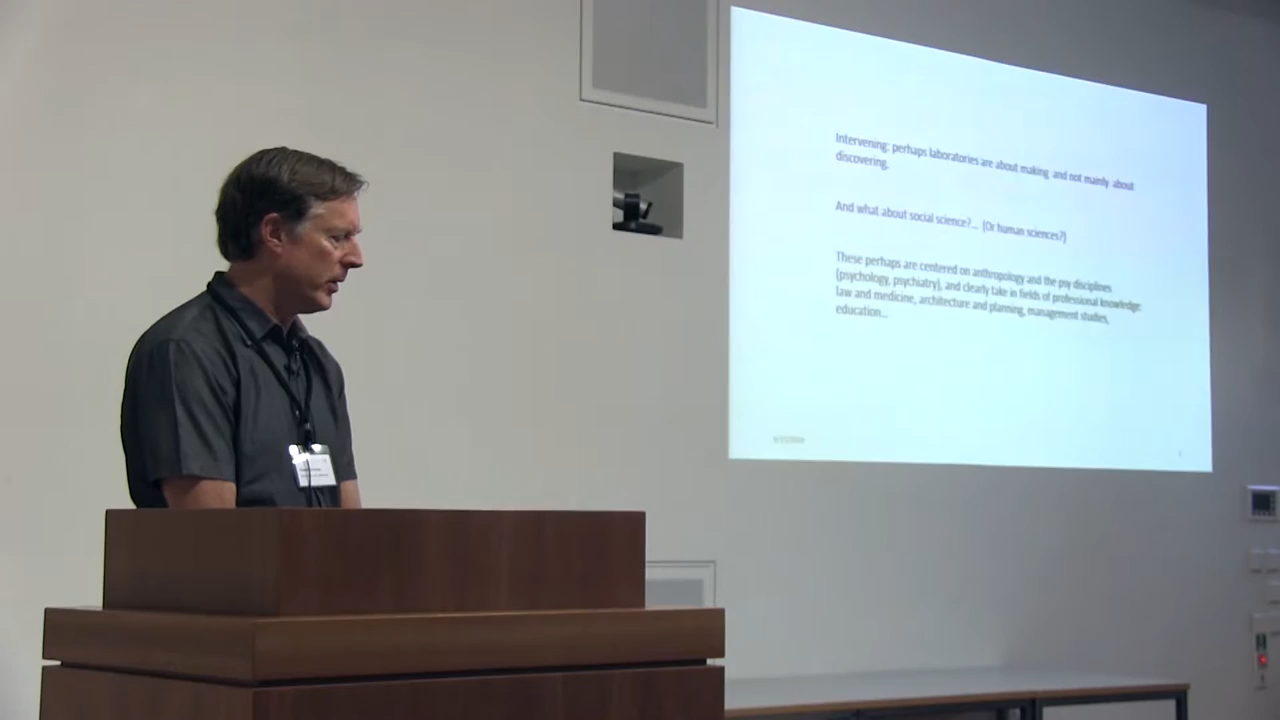 Intervening: perhaps laboratories are about making and not mainly about
discovering.
And what about social science?... (Or human sciences?)
These perhaps are centered on anthropology and the psy disciplines
(psychology, psychiatry), and clearly take in fields of professional knowledge:
law and medicine, architecture and planning, management studies,
education...